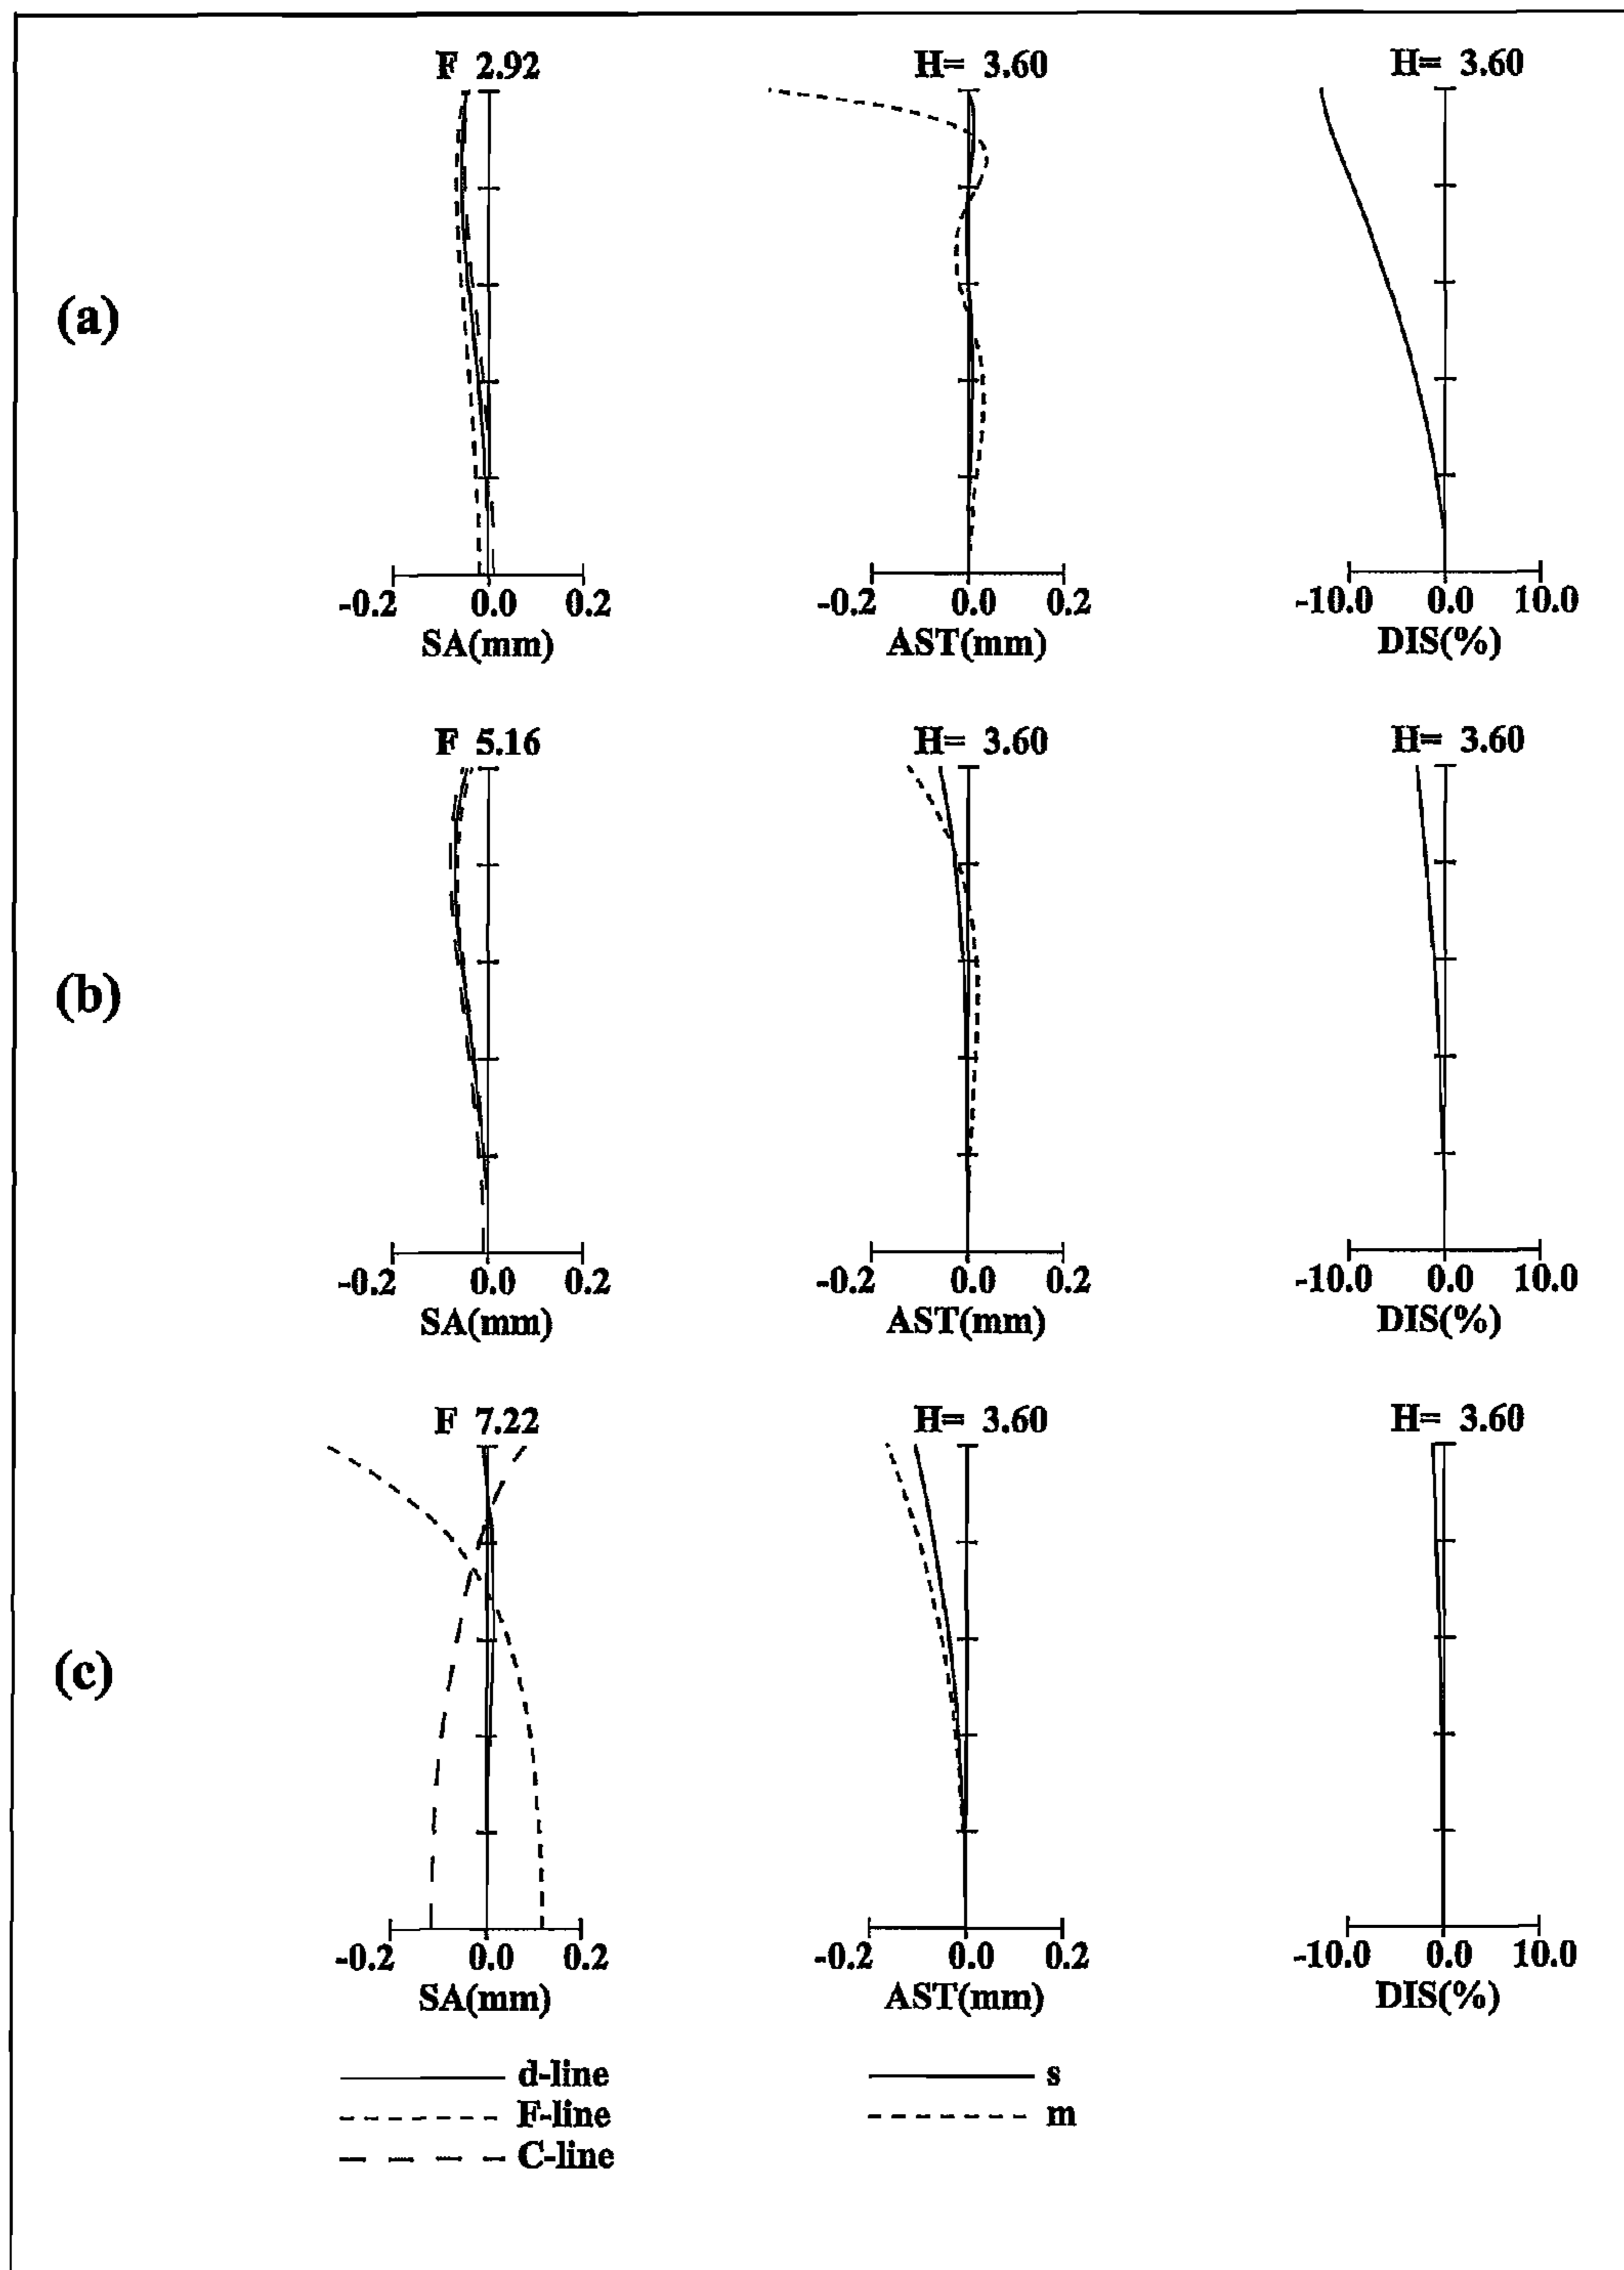 F 2.92 H= 3.60 H= 3.60
(a)
-0.2 0.0 0.2 -0.2 0.0 0.2 -10.0 0.0 10.0
SA(mm) AST(mm) DIS(%)
F 5.16 H= 3.60 H= 3.60
(b)
-0.2 0.0 0.2 -0.2 0.0 0.2 -10.0 0.0 10.0
SA(mm) AST(mm) DIS(%)
F 7.22 H= 3.60 H= 3.60
(c)
-0.2 0.0 0.2 -0.2 0.0 0.2 -10.0 0.0 10.0
SA(mm) AST(mm) DIS(%)
d-line s
F-line m
C-line